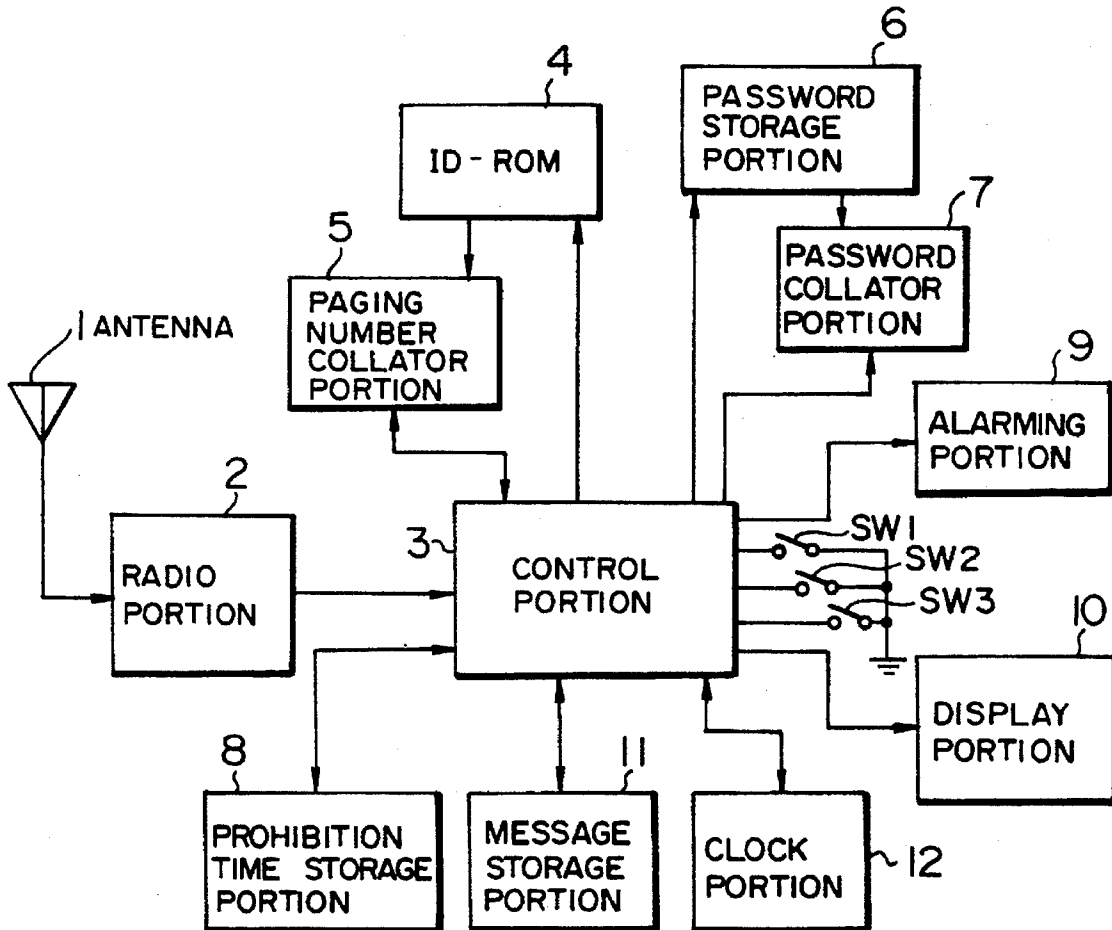 6
4
PASSWORD
STORAGE
PORTION
ID-ROM
7
5
PASSWORD
COLLATOR
PORTION
PAGING
NUMBER
COLLATOR
PORTION
1 ANTENNA
9
ALARMING
PORTION
2
3
SW1
SW2
SW3
RADIO
PORTION
CONTROL
PORTION
10
DISPLAY
PORTION
8
11
PROHIBITION
TIME STORAGE
PORTION
MESSAGE
STORAGE
PORTION
CLOCK
PORTION
12